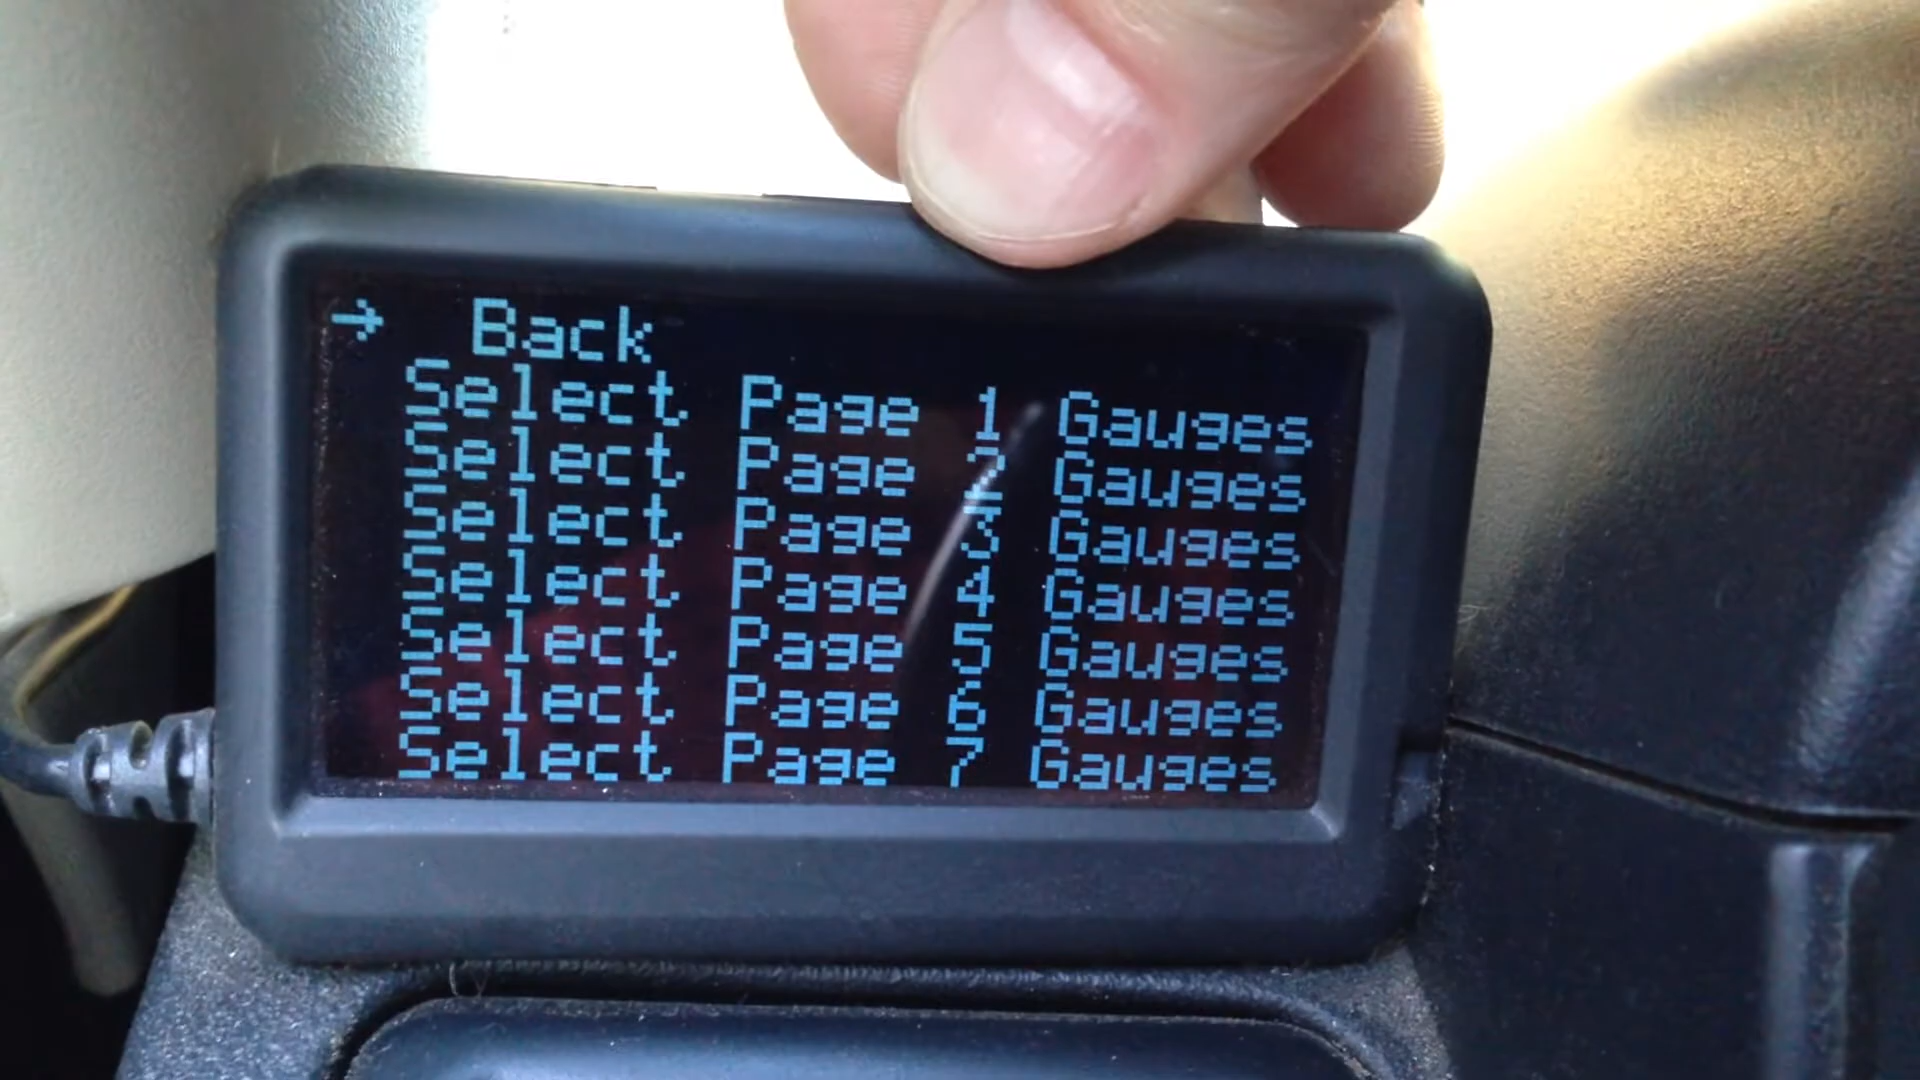 → Back
Select Page 1 Gauges
Select Page 2 Gauges
Select Page 3 Gauges
Select Page 4 Gauges
Select Page 5 Gauges
Select Page 6 Gauges
Select Page 7 Gauges